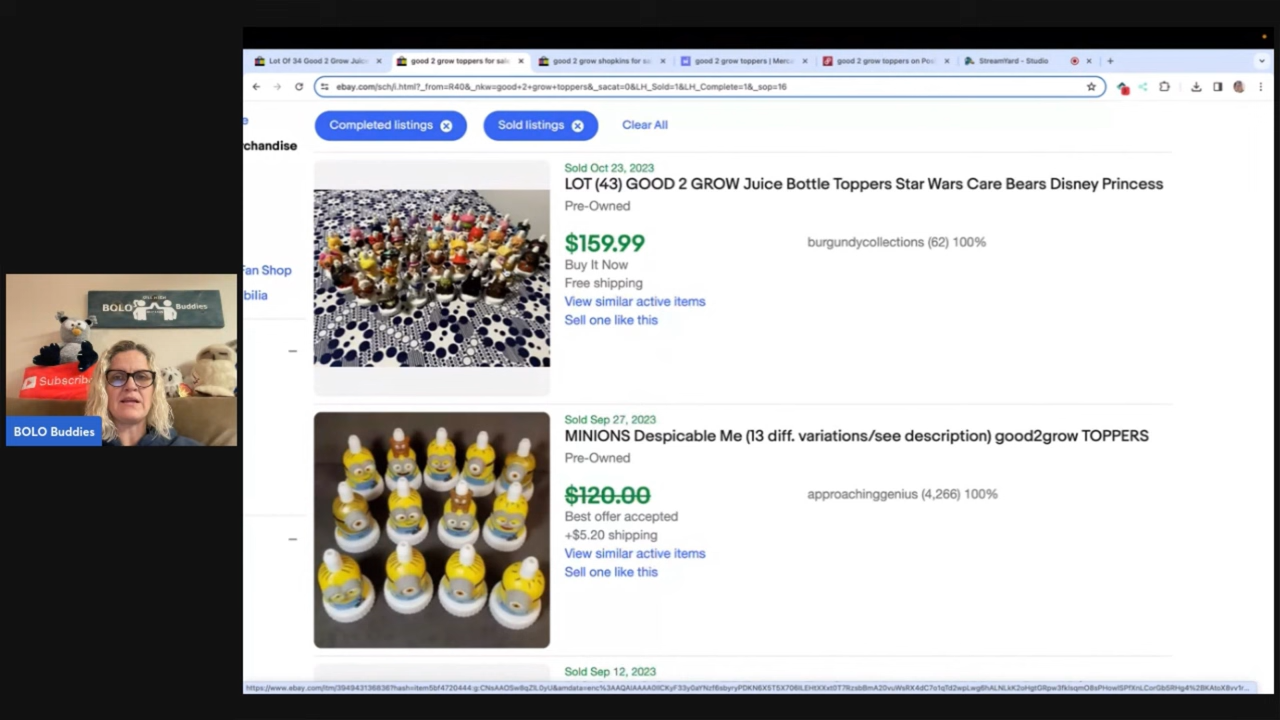 Lot Of 34 Good 2 Grow Juic
good 2 grow toppers for sal
good 2 grow shopkins for sa
good 2 grow toppers | Merc
good 2 grow toppers on Pos
StreamYard - Studio
ebay.com/sch/i.html?_from=R40&_nkw=good+2+grow+toppers&_sacat=0&LH_Sold=1&LH_Complete=1&_sop=16
e
rchandise
Fan Shop
bilia
Completed listings
Sold listings
Clear All
Sold Oct 23, 2023
LOT (43) GOOD 2 GROW Juice Bottle Toppers Star Wars Care Bears Disney Princess
Pre-Owned
$159.99
burgundycollections (62) 100%
Buy It Now
Free shipping
View similar active items
Sell one like this
Sold Sep 27, 2023
MINIONS Despicable Me (13 diff. variations/see description) good2grow TOPPERS
Pre-Owned
$120.00
approachinggenius (4,266) 100%
Best offer accepted
+$5.20 shipping
View similar active items
Sell one like this
Sold Sep 12, 2023
BOLO Buddies
Subscribe
BOLO Buddies